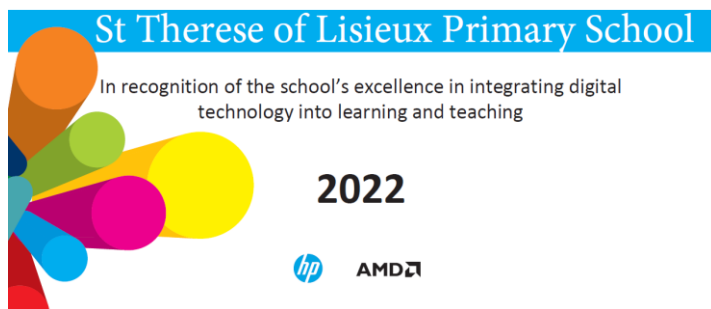 St Therese of Lisieux Primary School
In recognition of the school's excellence in integrating digital
technology into learning and teaching
2022
hp AMD